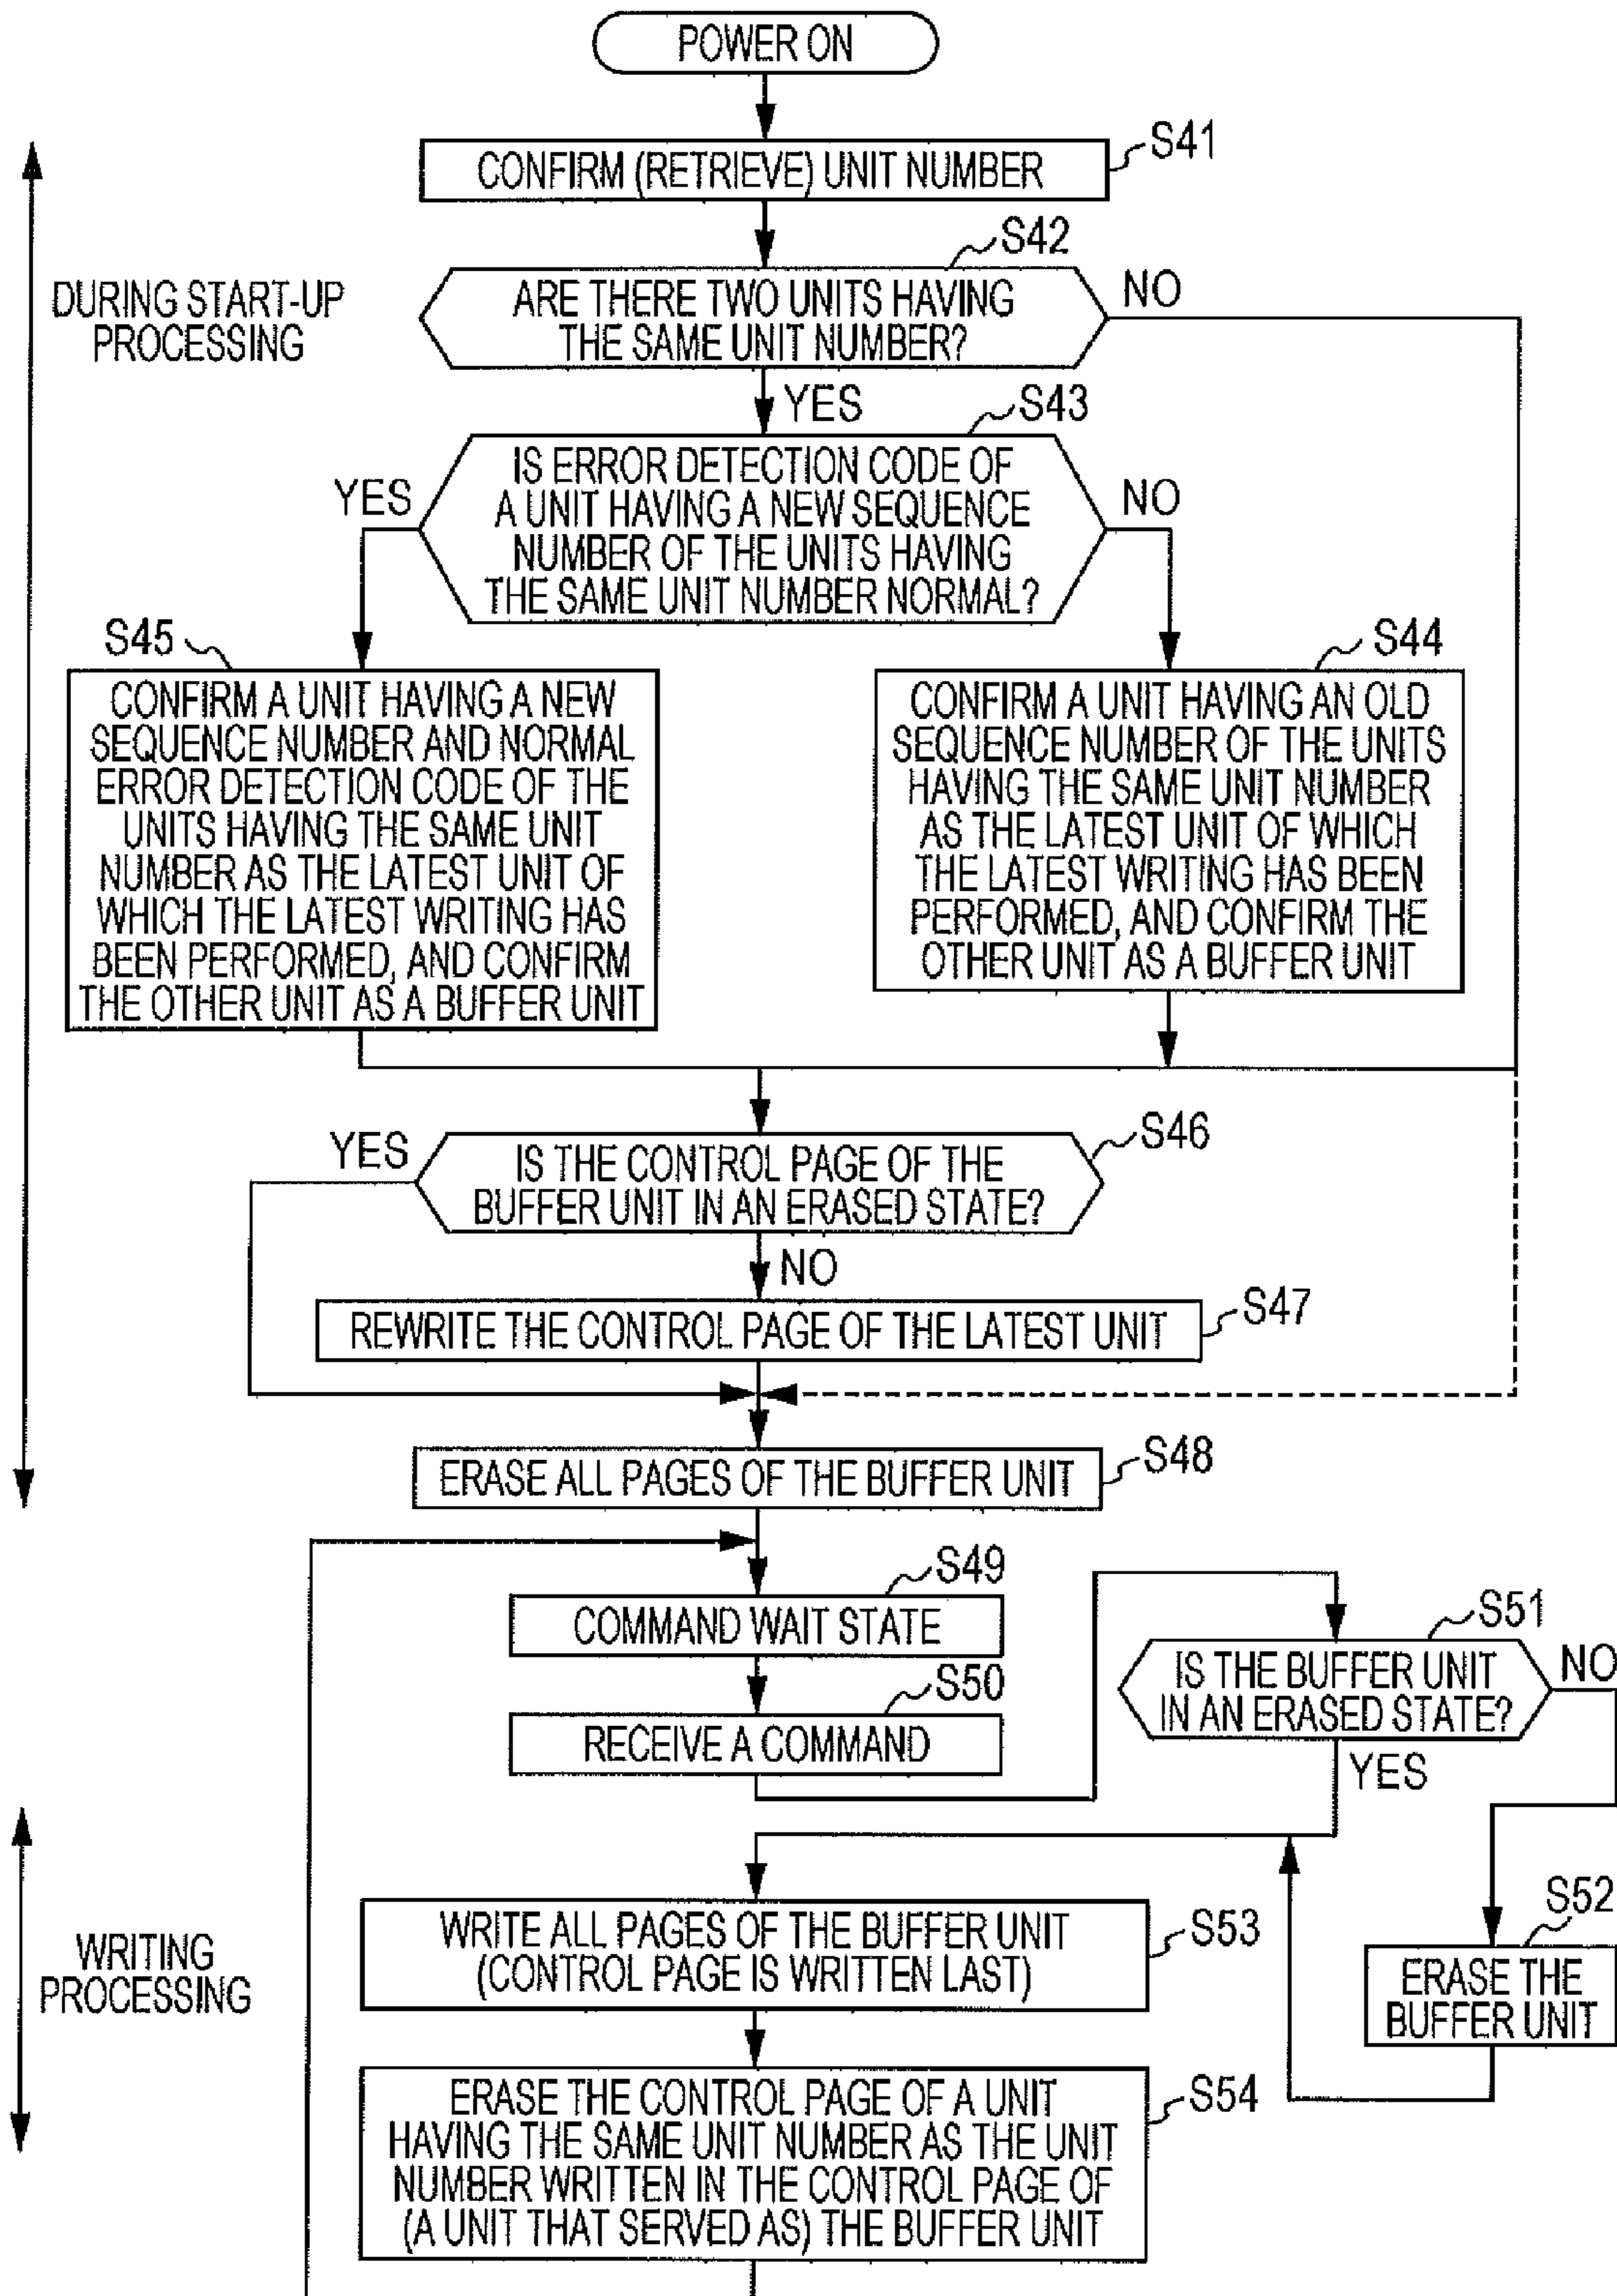 POWER ON
CONFIRM (RETRIEVE) UNIT NUMBER
S41
DURING START-UP
PROCESSING
S42
ARE THERE TWO UNITS HAVING
THE SAME UNIT NUMBER?
NO
YES
S43
IS ERROR DETECTION CODE OF
A UNIT HAVING A NEW SEQUENCE
NUMBER OF THE UNITS HAVING
THE SAME UNIT NUMBER NORMAL?
YES
NO
S45
CONFIRM A UNIT HAVING A NEW
SEQUENCE NUMBER AND NORMAL
ERROR DETECTION CODE OF THE
UNITS HAVING THE SAME UNIT
NUMBER AS THE LATEST UNIT OF
WHICH THE LATEST WRITING HAS
BEEN PERFORMED, AND CONFIRM
THE OTHER UNIT AS A BUFFER UNIT
S44
CONFIRM A UNIT HAVING AN OLD
SEQUENCE NUMBER OF THE UNITS
HAVING THE SAME UNIT NUMBER
AS THE LATEST UNIT OF WHICH
THE LATEST WRITING HAS BEEN
PERFORMED, AND CONFIRM THE
OTHER UNIT AS A BUFFER UNIT
YES
S46
IS THE CONTROL PAGE OF THE
BUFFER UNIT IN AN ERASED STATE?
NO
REWRITE THE CONTROL PAGE OF THE LATEST UNIT
S47
ERASE ALL PAGES OF THE BUFFER UNIT
S48
S49
COMMAND WAIT STATE
S50
RECEIVE A COMMAND
S51
IS THE BUFFER UNIT
IN AN ERASED STATE?
NO
YES
S52
ERASE THE
BUFFER UNIT
WRITING
PROCESSING
WRITE ALL PAGES OF THE BUFFER UNIT
(CONTROL PAGE IS WRITTEN LAST)
S53
ERASE THE CONTROL PAGE OF A UNIT
HAVING THE SAME UNIT NUMBER AS THE UNIT
NUMBER WRITTEN IN THE CONTROL PAGE OF
(A UNIT THAT SERVED AS) THE BUFFER UNIT
S54